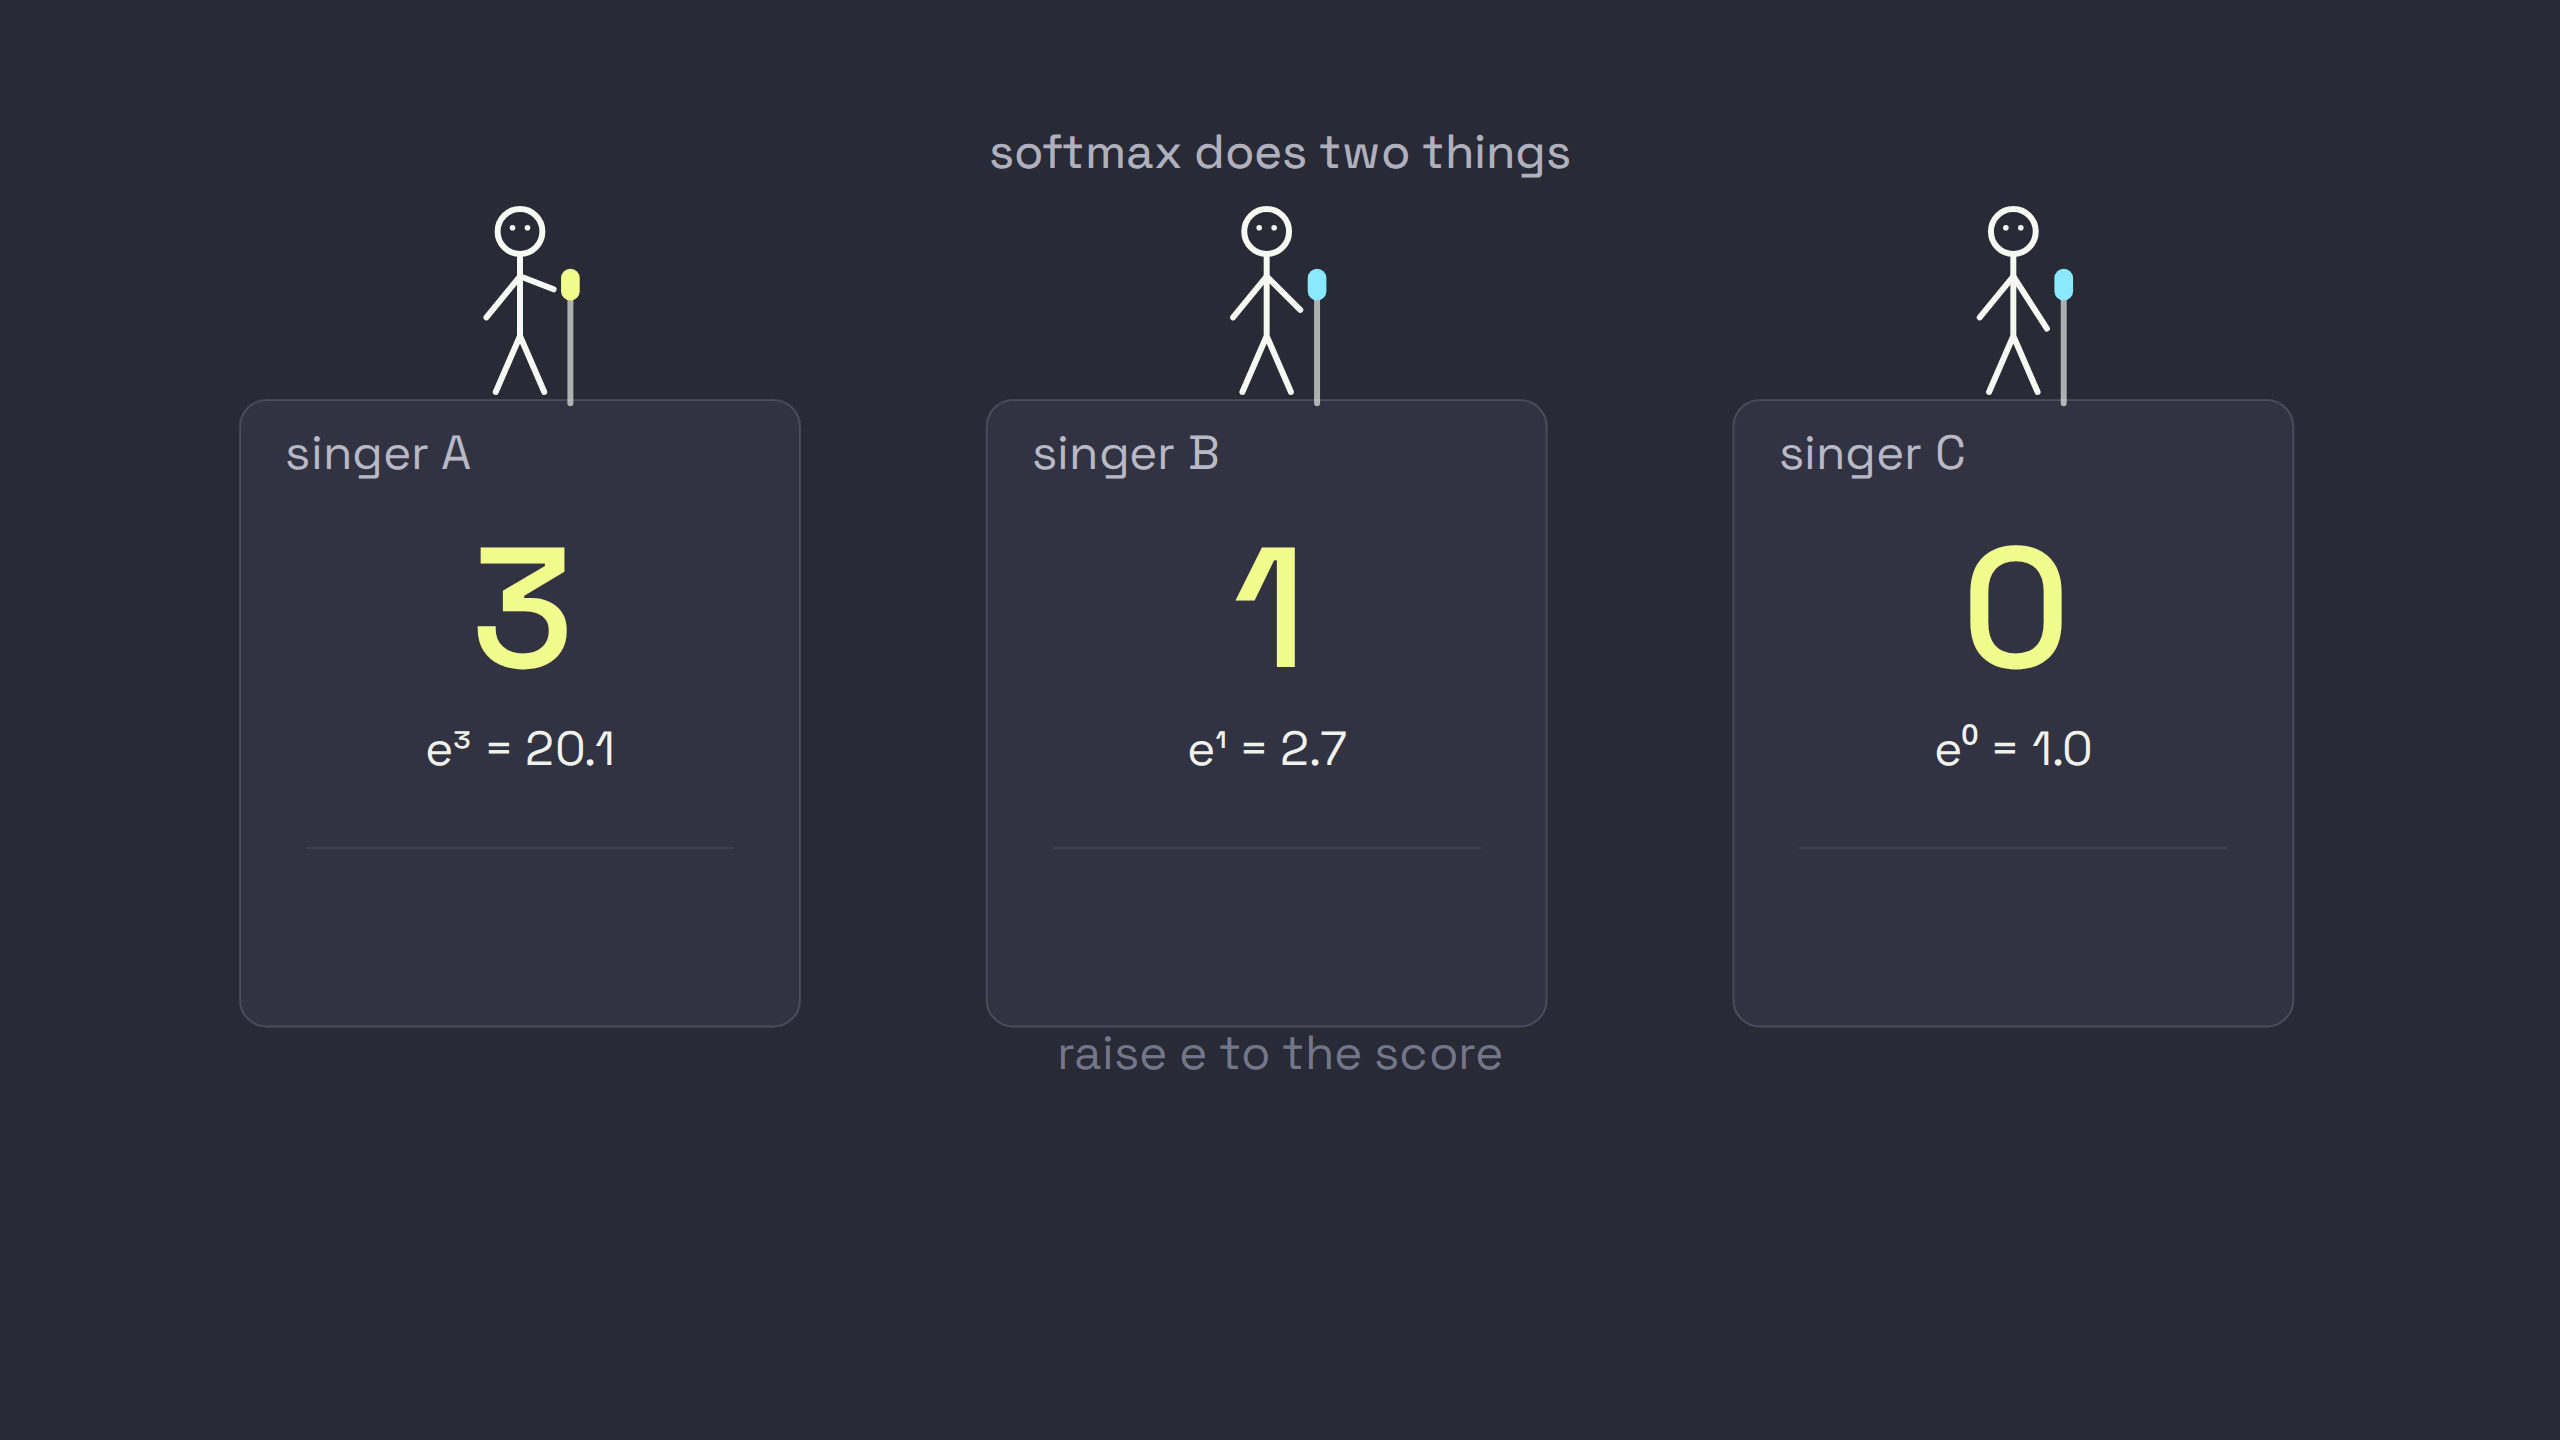 softmax does two things
singer A
3
e³ = 20.1
singer B
1
e¹ = 2.7
singer C
0
e⁰ = 1.0
raise e to the score